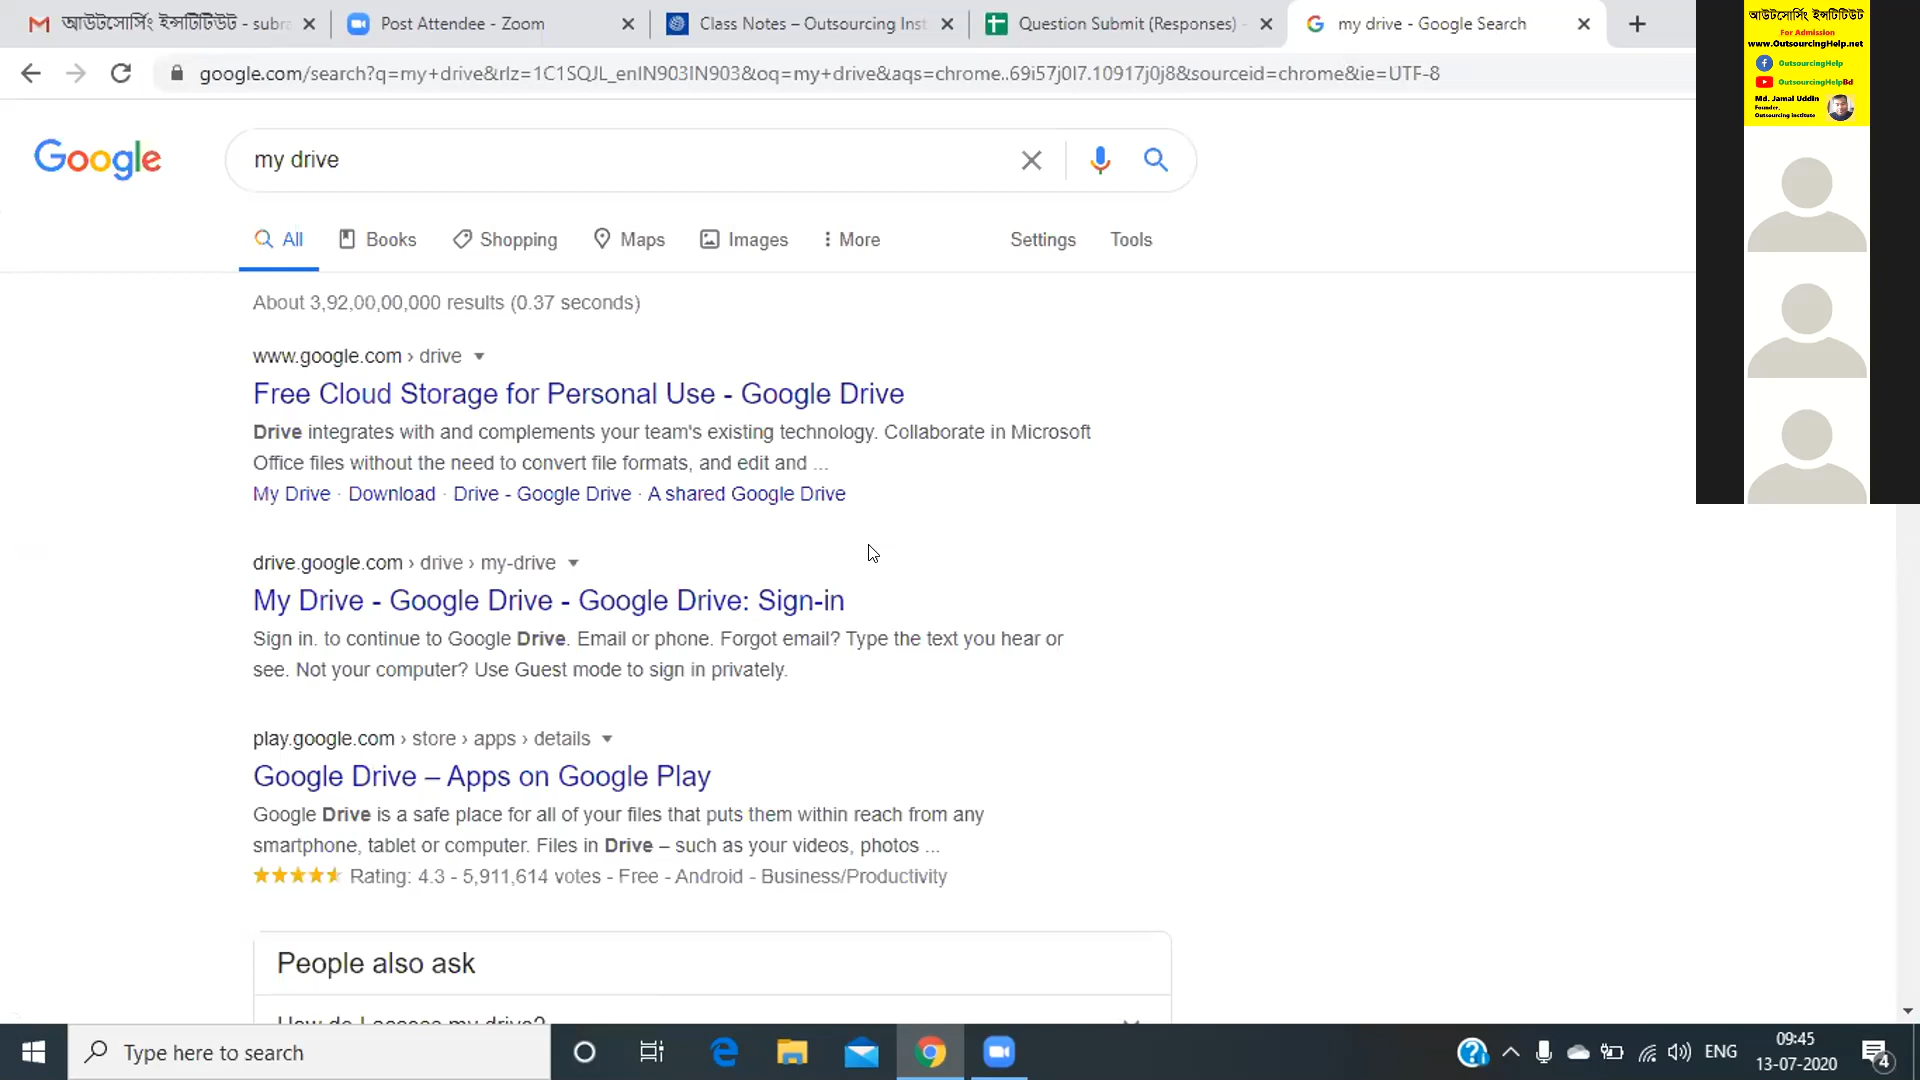 আউটসোর্সিং ইন্সটিটিউট - subra
Post Attendee - Zoom
Class Notes – Outsourcing Inst
Question Submit (Responses) -
my drive - Google Search
google.com/search?q=my+drive&rlz=1C1SQJL_enIN903IN903&oq=my+drive&aqs=chrome..69i57j0l7.10917j0j8&sourceid=chrome&ie=UTF-8
আউটসোর্সিং ইন্সটিটিউট
For Admission
www.OutsourcingHelp.net
OutsourcingHelp
OutsourcingHelpBd
Md. Jamal Uddin
Founder,
Outsourcing Institute
Google
my drive
All
Books
Shopping
Maps
Images
More
Settings
Tools
About 3,92,00,00,000 results (0.37 seconds)
www.google.com › drive
Free Cloud Storage for Personal Use - Google Drive
Drive integrates with and complements your team's existing technology. Collaborate in Microsoft
Office files without the need to convert file formats, and edit and ...
My Drive · Download · Drive - Google Drive · A shared Google Drive
drive.google.com › drive › my-drive
My Drive - Google Drive - Google Drive: Sign-in
Sign in. to continue to Google Drive. Email or phone. Forgot email? Type the text you hear or
see. Not your computer? Use Guest mode to sign in privately.
play.google.com › store › apps › details
Google Drive – Apps on Google Play
Google Drive is a safe place for all of your files that puts them within reach from any
smartphone, tablet or computer. Files in Drive – such as your videos, photos ...
Rating: 4.3 - 5,911,614 votes - Free - Android - Business/Productivity
People also ask
How do I access my drive?
Type here to search
ENG
09:45
13-07-2020
4